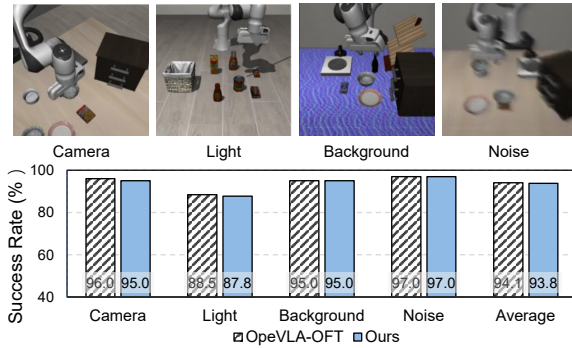 Camera Light Background Noise
Success Rate (%)
100
80
60
40
96.0 95.0 88.5 87.8 95.0 95.0 97.0 97.0 94.1 93.8
Camera Light Background Noise Average
OpeVLA-OFT Ours